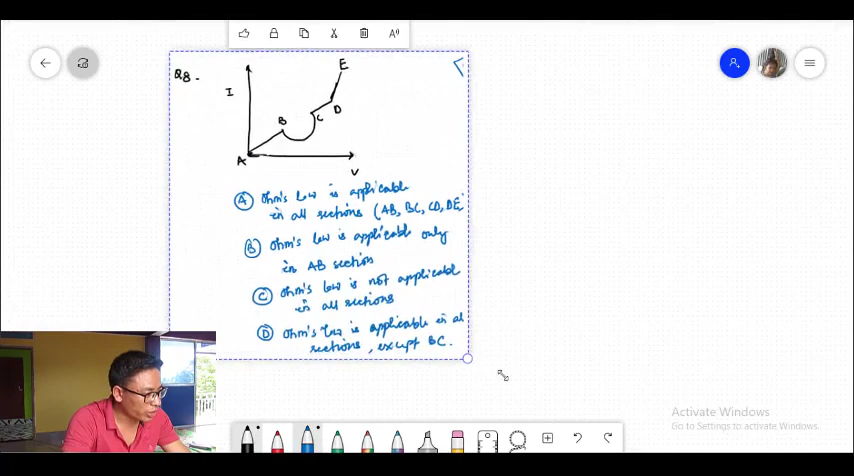 Q8.
I
E
B
C
D
A
V
(A) Ohm's law is applicable
in all sections (AB, BC, CD, DE)
(B) Ohm's law is applicable only
in AB section
(C) Ohm's law is not applicable
in all sections
(D) Ohm's law is applicable in al
sections, except BC.
Activate Windows
Go to Settings to activate Windows.